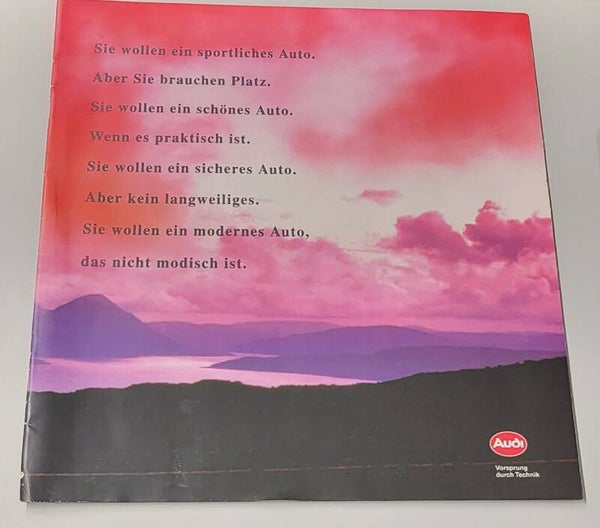 Sie wollen ein sportliches Auto.
Aber Sie brauchen Platz.
Sie wollen ein schönes Auto.
Wenn es praktisch ist.
Sie wollen ein sicheres Auto.
Aber kein langweiliges.
Sie wollen ein modernes Auto,
das nicht modisch ist.
Audi
Vorsprung
durch Technik